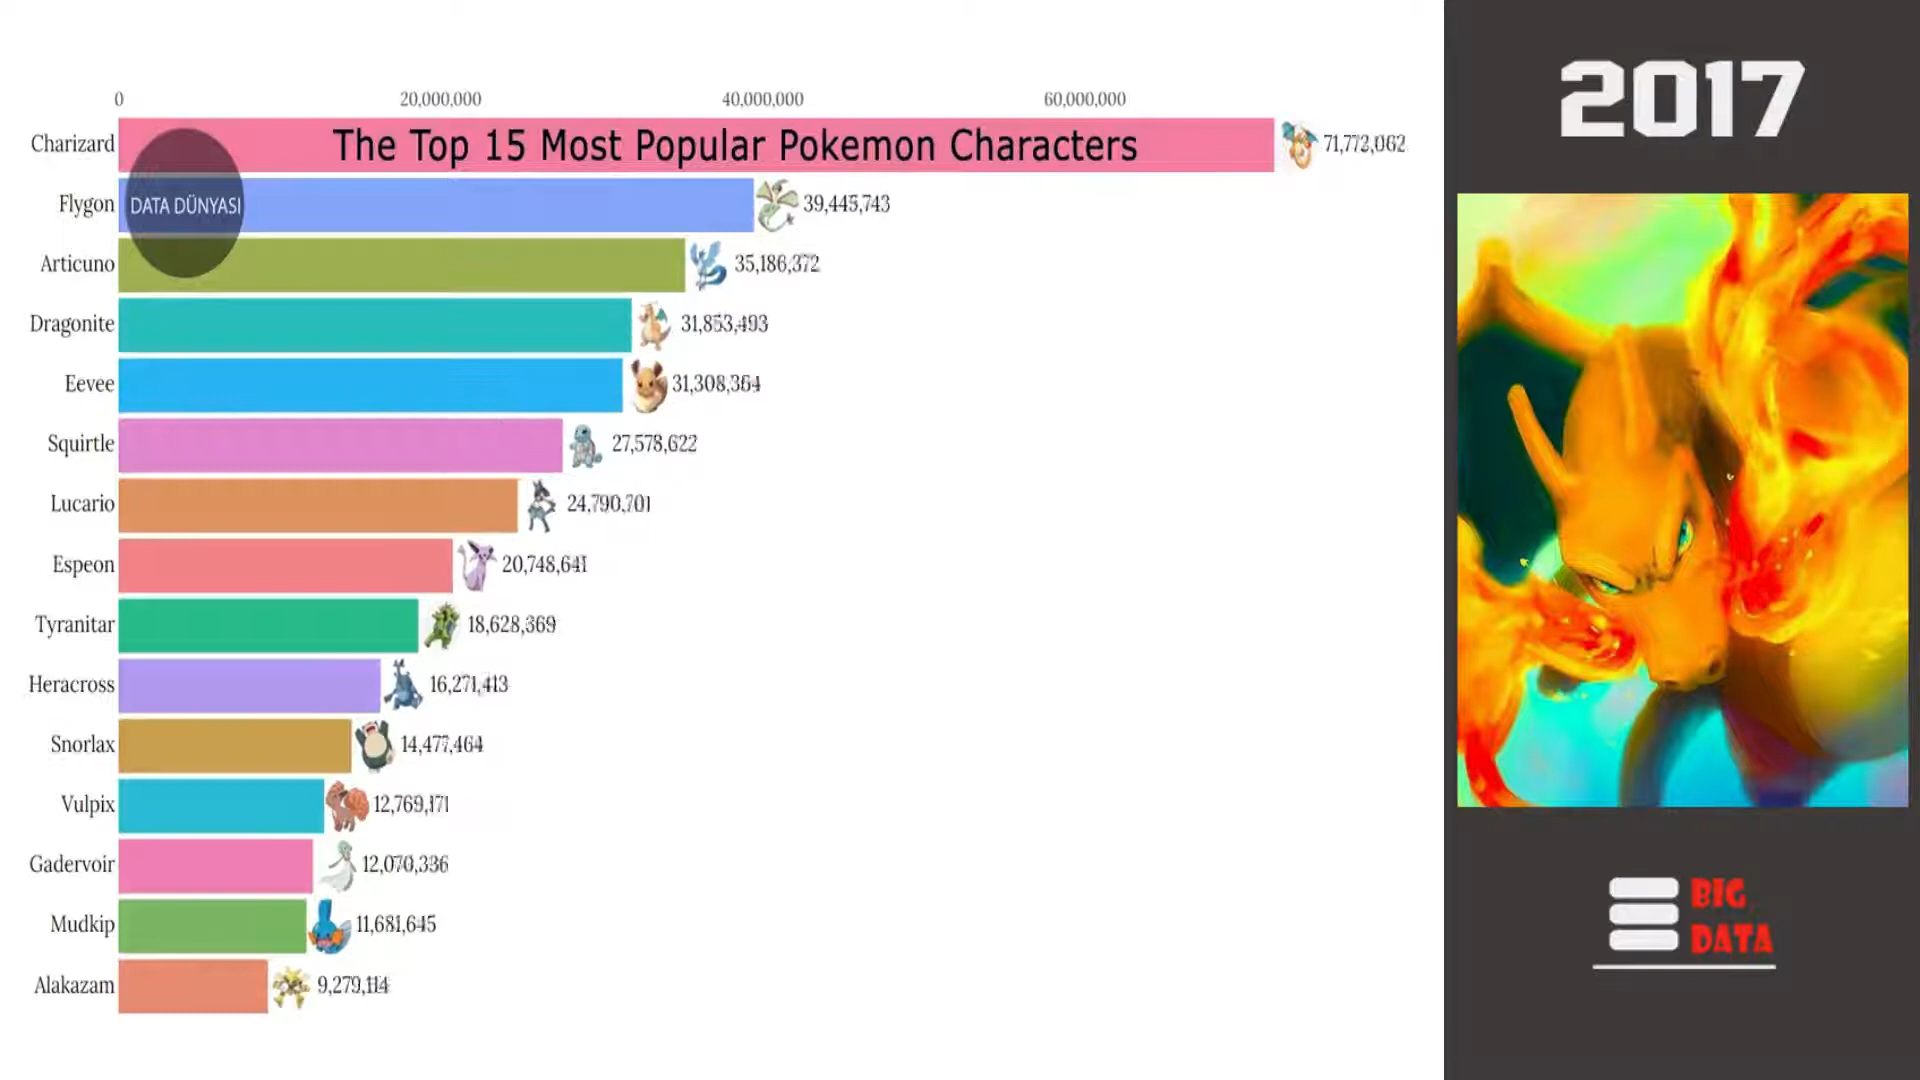 2017
0 20,000,000 40,000,000 60,000,000
The Top 15 Most Popular Pokemon Characters
Charizard 71,772,062
Flygon 39,445,743
DATA DÜNYASI
Articuno 35,186,372
Dragonite 31,853,493
Eevee
Squirtle 27,578,622
Lucario 24,790,701
Espeon 20,748,641
Tyranitar 18,628,369
Heracross 16,271,413
Snorlax 14,477,464
Vulpix 12,769,171
Gadervoir 12,070,336
Mudkip 11,681,645
Alakazam 9,279,114
BIG
DATA